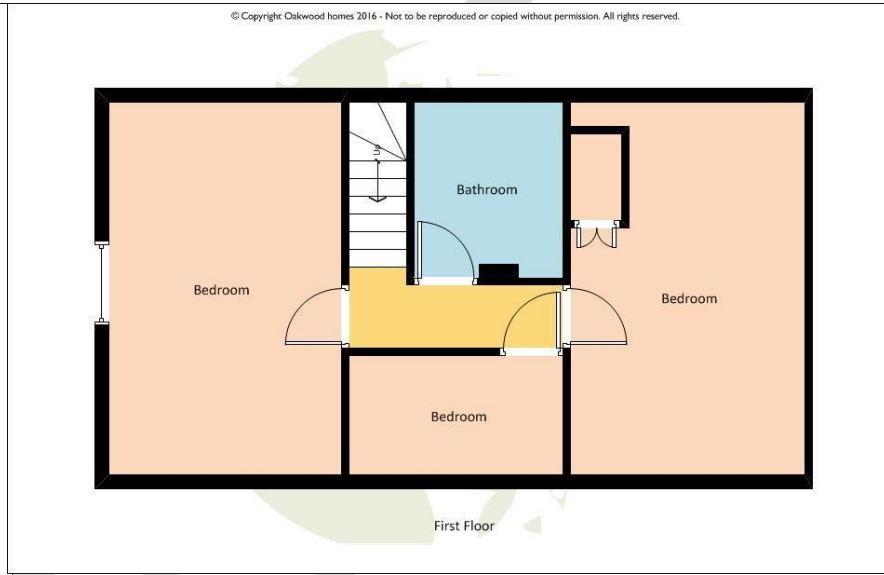 © Copyright Oakwood homes 2016 - Not to be reproduced or copied without permission. All rights reserved.
Up
Bathroom
Bedroom
Bedroom
Bedroom
First Floor